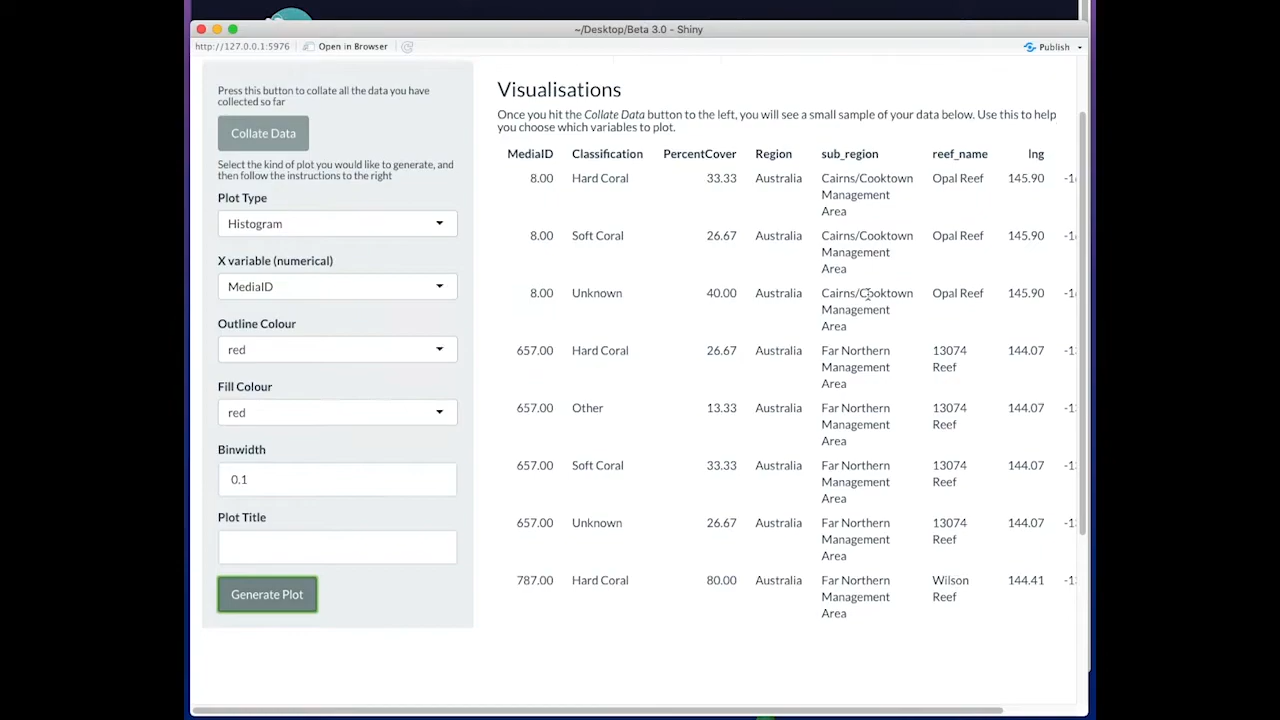 ~/Desktop/Beta 3.0 - Shiny
http://127.0.0.1:5976 Open in Browser Publish
Press this button to collate all the data you have
collected so far
Collate Data
Select the kind of plot you would like to generate, and
then follow the instructions to the right
Plot Type
Histogram
X variable (numerical)
MediaID
Outline Colour
red
Fill Colour
red
Binwidth
0.1
Plot Title
Generate Plot
Visualisations
Once you hit the Collate Data button to the left, you will see a small sample of your data below. Use this to help
you choose which variables to plot.
MediaID Classification PercentCover Region sub_region reef_name lng
8.00 Hard Coral 33.33 Australia Cairns/Cooktown Opal Reef 145.90
Management
Area
8.00 Soft Coral 26.67 Australia Cairns/Cooktown Opal Reef 145.90
Management
Area
8.00 Unknown 40.00 Australia Cairns/Cooktown Opal Reef 145.90
Management
Area
657.00 Hard Coral 26.67 Australia Far Northern 13074 144.07
Management Reef
Area
657.00 Other 13.33 Australia Far Northern 13074 144.07
Management Reef
Area
657.00 Soft Coral 33.33 Australia Far Northern 13074 144.07
Management Reef
Area
657.00 Unknown 26.67 Australia Far Northern 13074 144.07
Management Reef
Area
787.00 Hard Coral 80.00 Australia Far Northern Wilson 144.41
Management Reef
Area